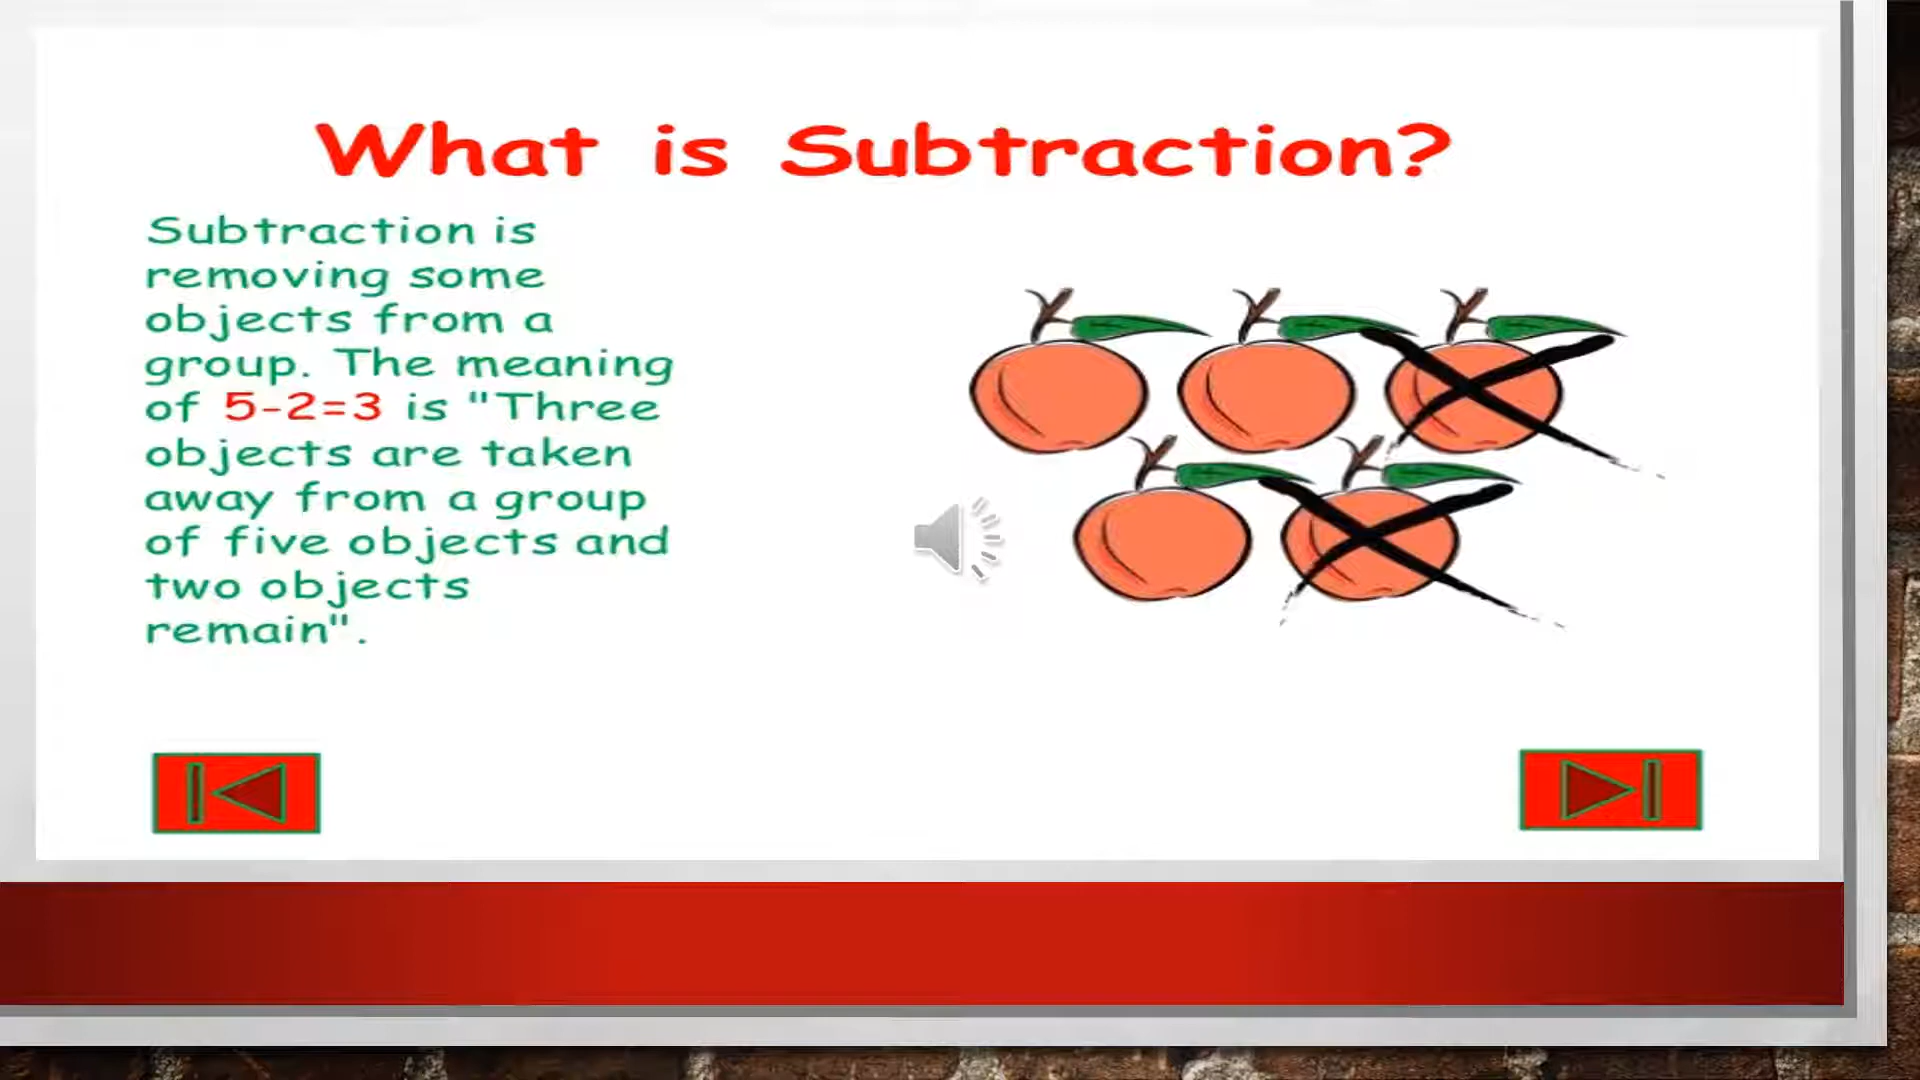 What is Subtraction?
Subtraction is
removing some
objects from a
group. The meaning
of 5-2=3 is "Three
objects are taken
away from a group
of five objects and
two objects
remain".